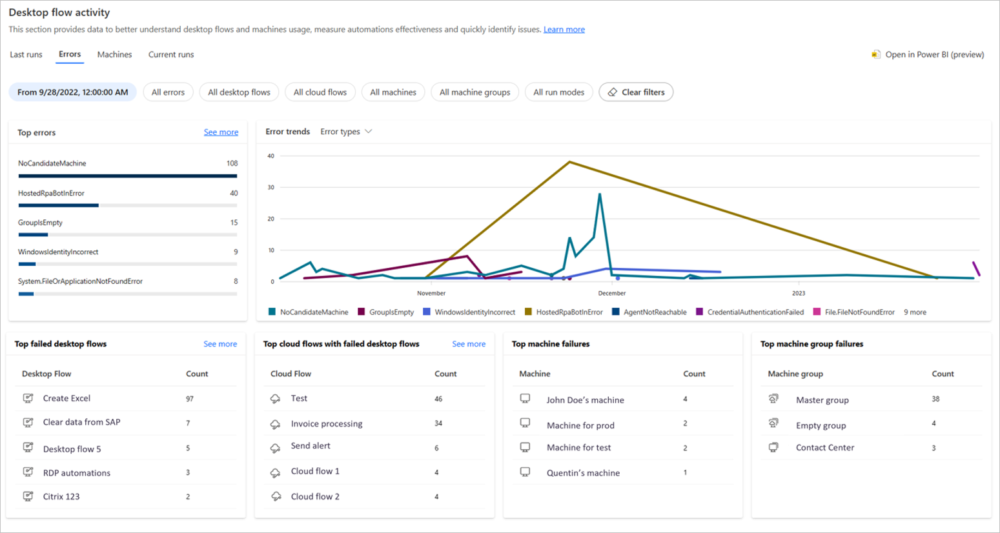 Desktop flow activity
This section provides data to better understand desktop flows and machines usage, measure automations effectiveness and quickly identify issues. Learn more
Last runs Errors Machines Current runs Open in Power BI (preview)
From 9/28/2022, 12:00:00 AM All errors All desktop flows All cloud flows All machines All machine groups All run modes Clear filters
Top errors See more
NoCandidateMachine 108
HostedRpaBotInError 40
GroupIsEmpty 15
WindowsIdentityIncorrect 9
System.FileOrApplicationNotFoundError 8
Error trends Error types
40
30
20
10
0
November December 2023
NoCandidateMachine GroupIsEmpty WindowsIdentityIncorrect HostedRpaBotInError AgentNotReachable CredentialAuthenticationFailed File.FileNotFoundError 9 more
Top failed desktop flows See more
Desktop Flow Count
Create Excel 97
Clear data from SAP 7
Desktop flow 5 5
RDP automations 3
Citrix 123 2
Top cloud flows with failed desktop flows See more
Cloud Flow Count
Test 46
Invoice processing 34
Send alert 6
Cloud flow 1 4
Cloud flow 2 4
Top machine failures
Machine Count
John Doe’s machine 4
Machine for prod 2
Machine for test 2
Quentin’s machine 1
Top machine group failures
Machine group Count
Master group 38
Empty group 4
Contact Center 3